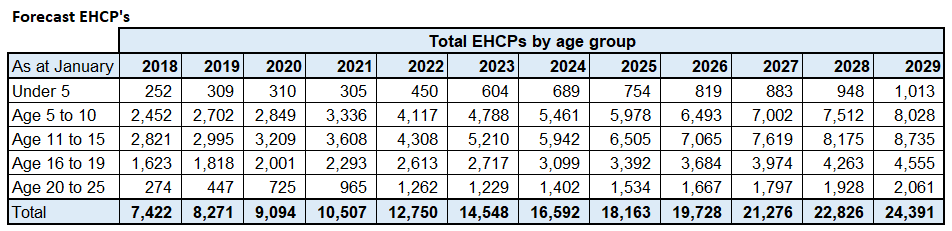 Forecast EHCP's
Total EHCPs by age group
As at January 2018 2019 2020 2021 2022 2023 2024 2025 2026 2027 2028 2029
Under 5 252 309 310 305 450 604 689 754 819 883 948 1,013
Age 5 to 10 2,452 2,702 2,849 3,336 4,117 4,788 5,461 5,978 6,493 7,002 7,512 8,028
Age 11 to 15 2,821 2,995 3,209 3,608 4,308 5,210 5,942 6,505 7,065 7,619 8,175 8,735
Age 16 to 19 1,623 1,818 2,001 2,293 2,613 2,717 3,099 3,392 3,684 3,974 4,263 4,555
Age 20 to 25 274 447 725 965 1,262 1,229 1,402 1,534 1,667 1,797 1,928 2,061
Total 7,422 8,271 9,094 10,507 12,750 14,548 16,592 18,163 19,728 21,276 22,826 24,391